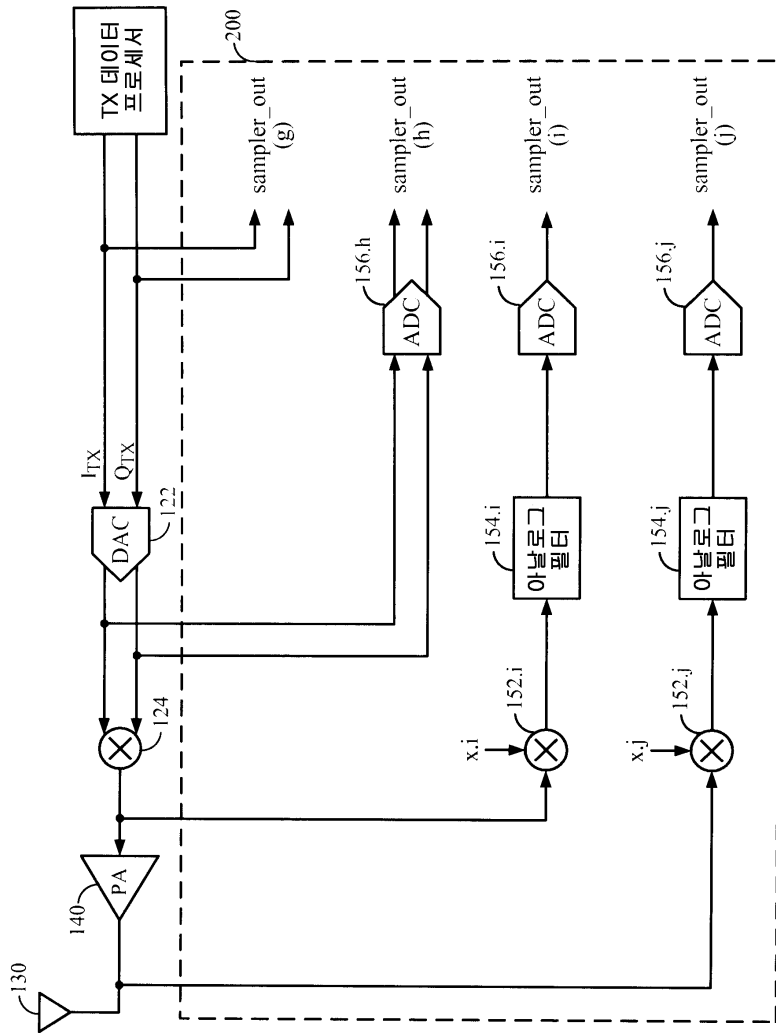 130
140
PA
124
DAC
122
I_TX
Q_TX
TX 데이터
프로세서
200
sampler_out
(g)
156.h
ADC
sampler_out
(h)
x.i
152.i
154.i
아날로그
필터
156.i
ADC
sampler_out
(i)
x.j
152.j
154.j
아날로그
필터
156.j
ADC
sampler_out
(j)